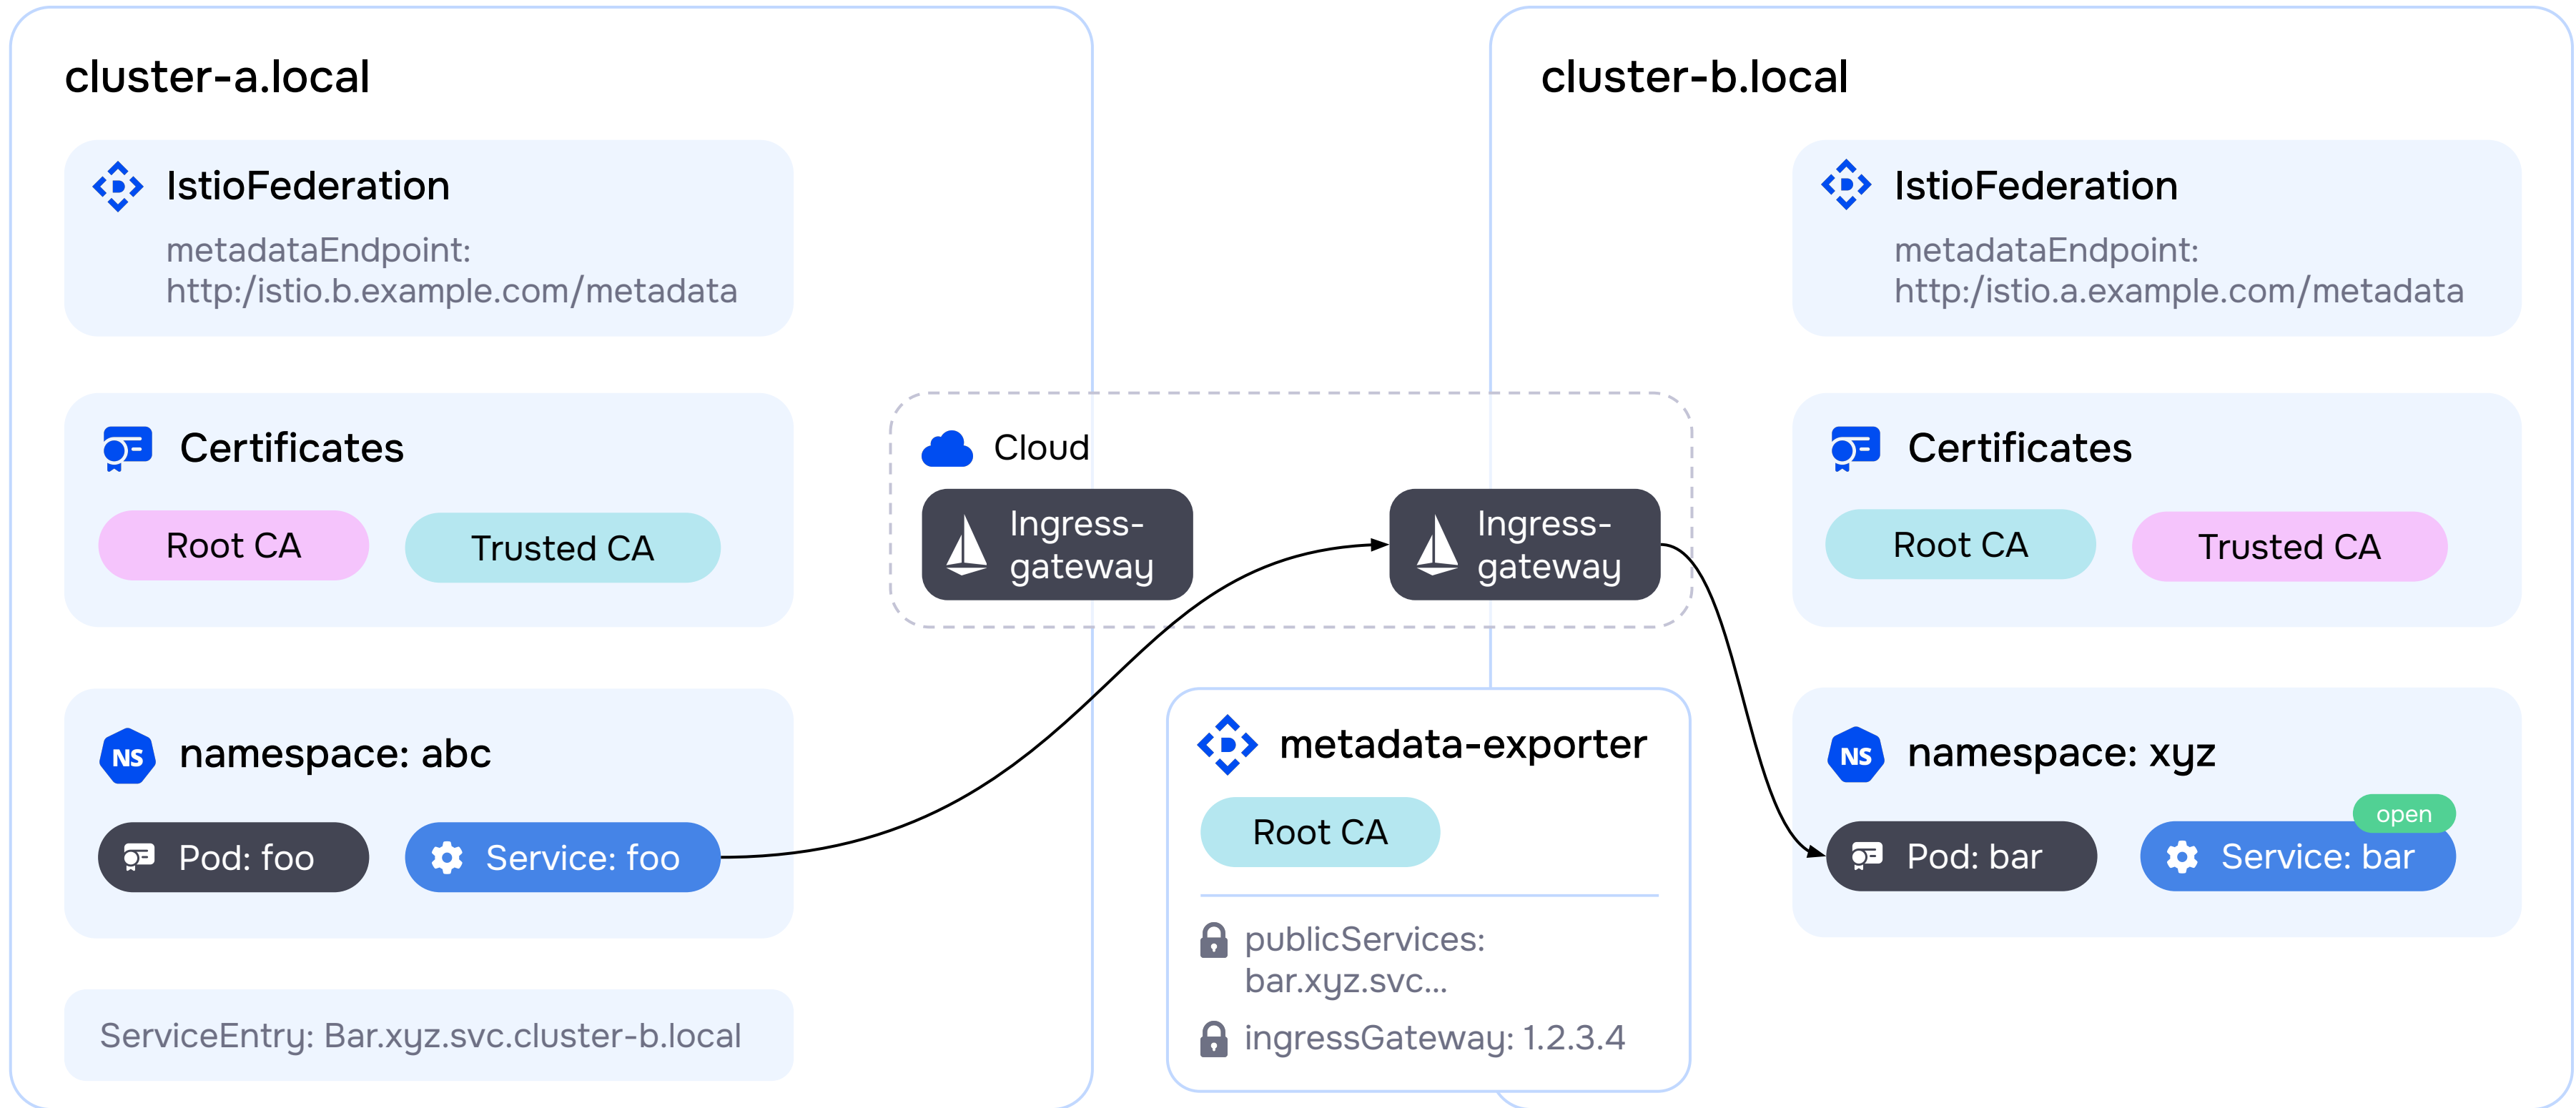 cluster-a.local
IstioFederation
metadataEndpoint:
http:/istio.b.example.com/metadata
Certificates
Root CA
Trusted CA
NS
namespace: abc
Pod: foo
Service: foo
ServiceEntry: Bar.xyz.svc.cluster-b.local
Cloud
Ingress-
gateway
Ingress-
gateway
metadata-exporter
Root CA
publicServices:
bar.xyz.svc...
ingressGateway: 1.2.3.4
cluster-b.local
IstioFederation
metadataEndpoint:
http:/istio.a.example.com/metadata
Certificates
Root CA
Trusted CA
NS
namespace: xyz
open
Pod: bar
Service: bar